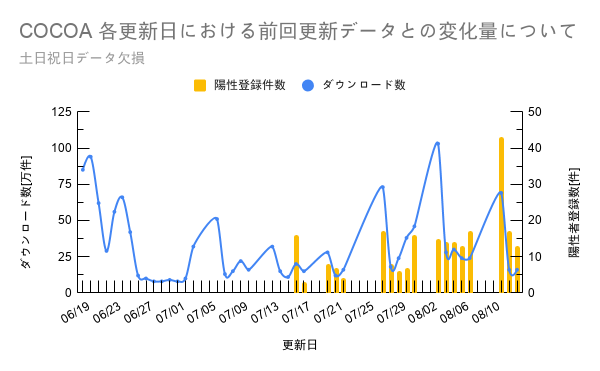 COCOA 各更新日における前回更新データとの変化量について
土日祝日データ欠損
陽性登録件数 ダウンロード数
125 50
100 40
75 30
50 20
25 10
0 0
ダウンロード数[万件]
陽性者登録数[件]
06/19 06/23 06/27 07/01 07/05 07/09 07/13 07/17 07/21 07/25 07/29 08/02 08/06 08/10
更新日